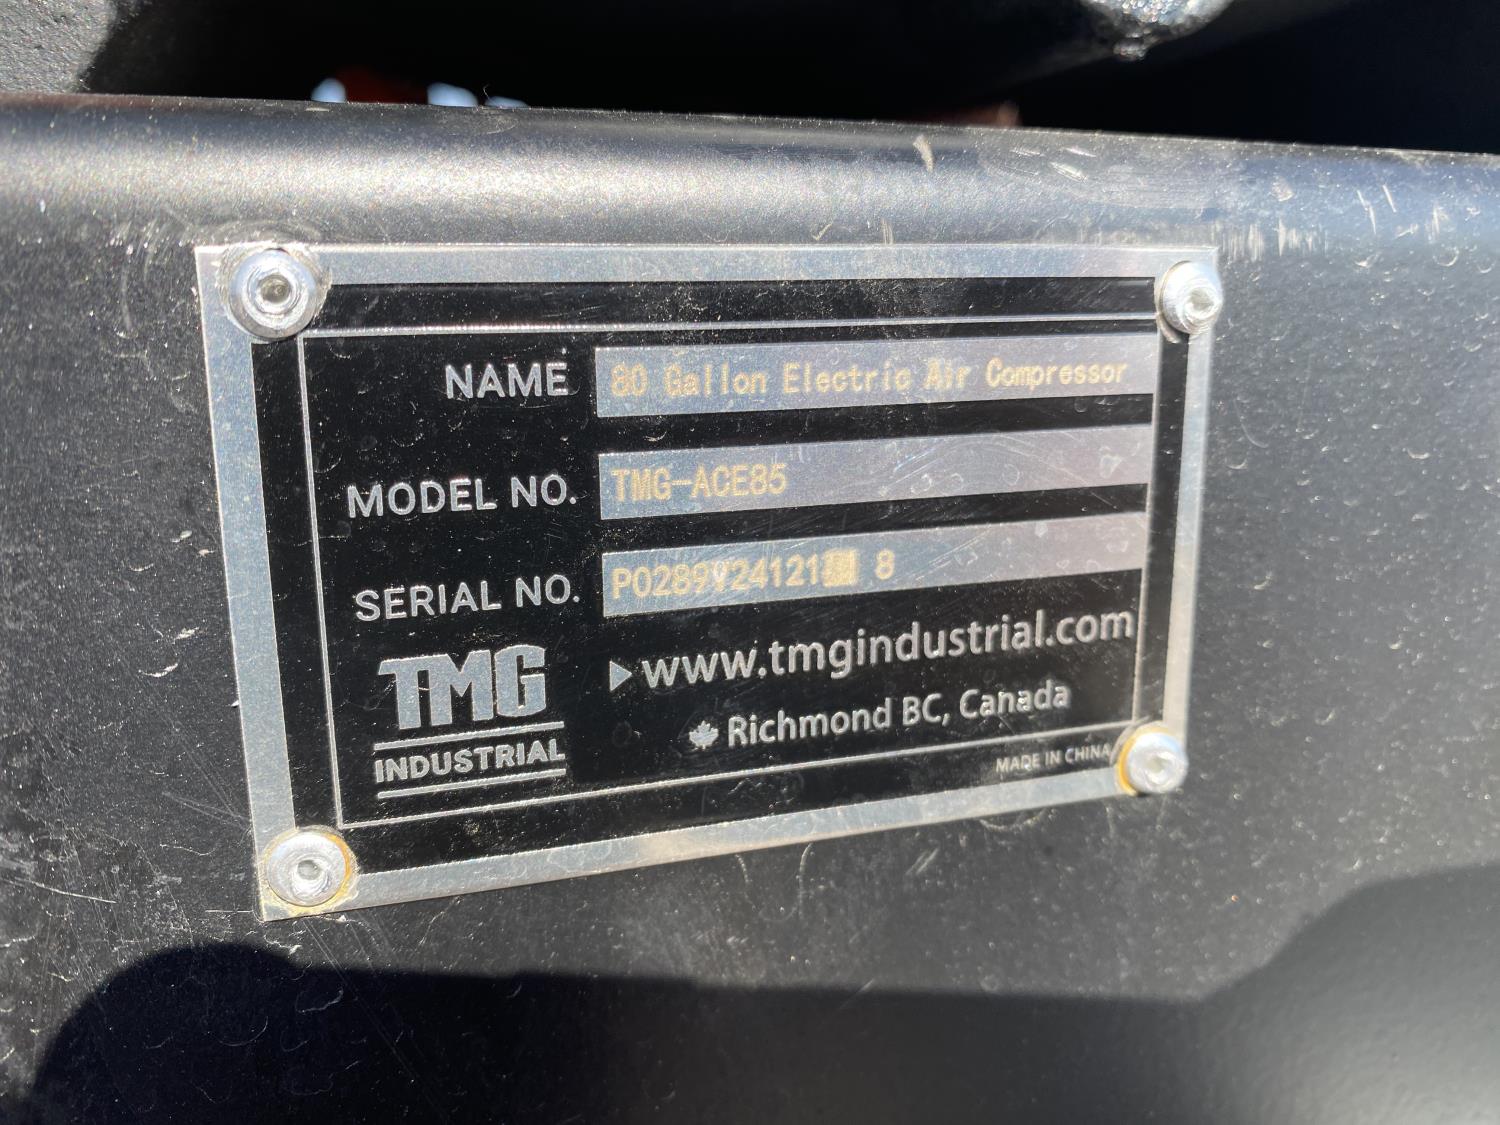 NAME 80 Gallon Electric Air Compressor
MODEL NO. TMG-ACE85
SERIAL NO. 8
TMG
INDUSTRIAL
www.tmgindustrial.com
Richmond BC, Canada
MADE IN CHINA